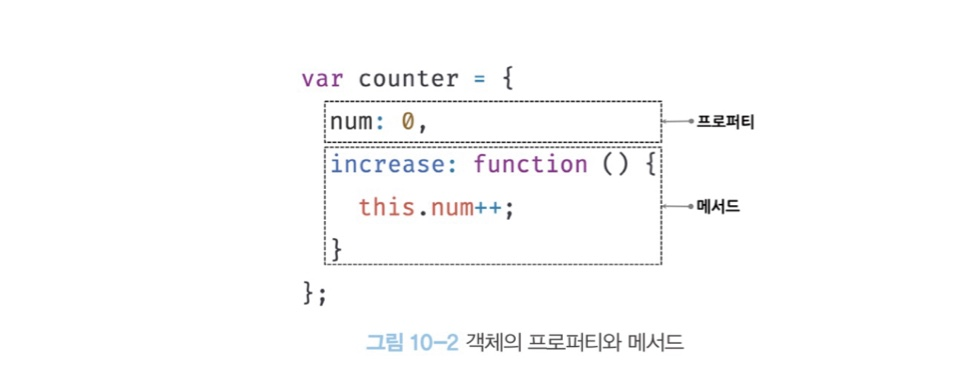 var counter = {
num: 0,
프로퍼티
increase: function () {
this.num++;
메서드
}
};
그림 10-2 객체의 프로퍼티와 메서드